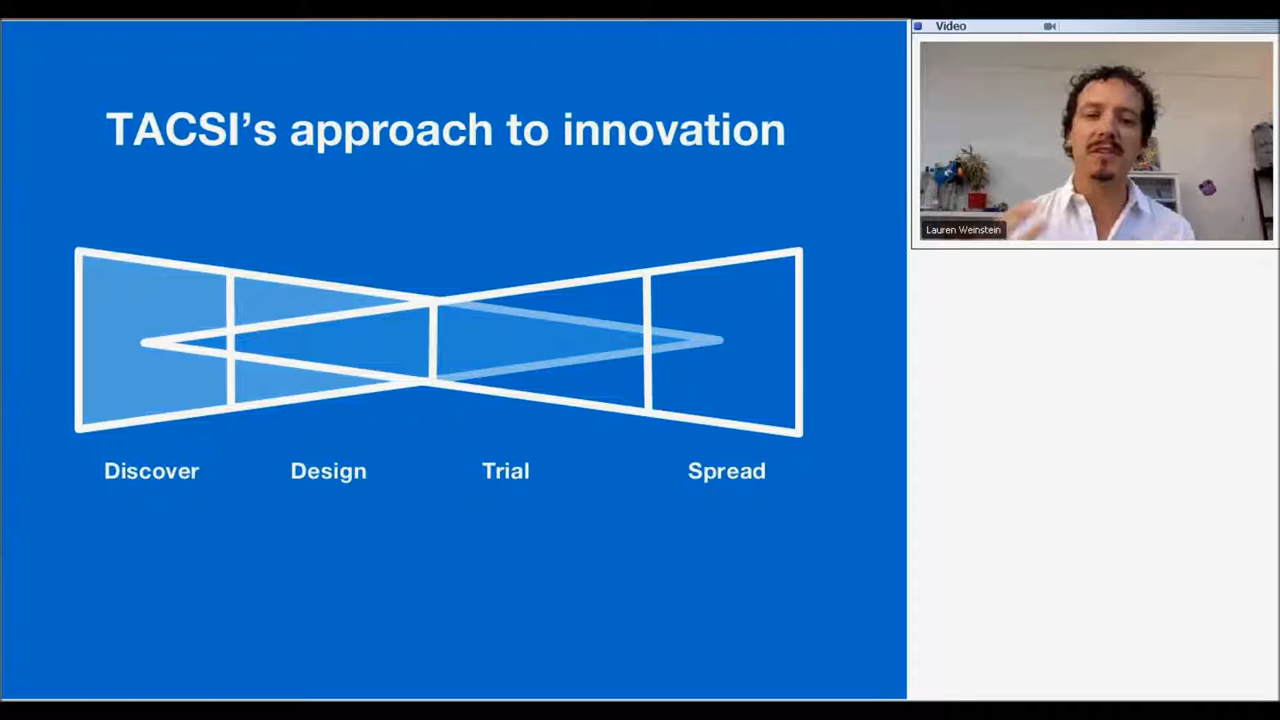 TACSI’s approach to innovation
Discover
Design
Trial
Spread
Video
Lauren Weinstein